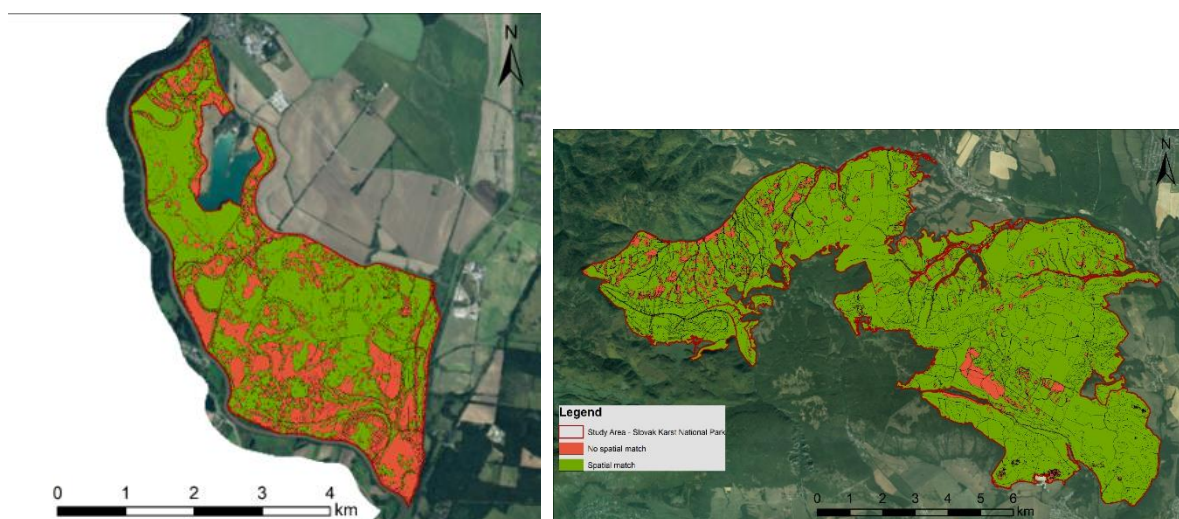 N
0 1 2 3 4
km
N
Legend
Study Area - Slovak Karst National Park
No spatial match
Spatial match
0 1 2 3 4 5 6
km